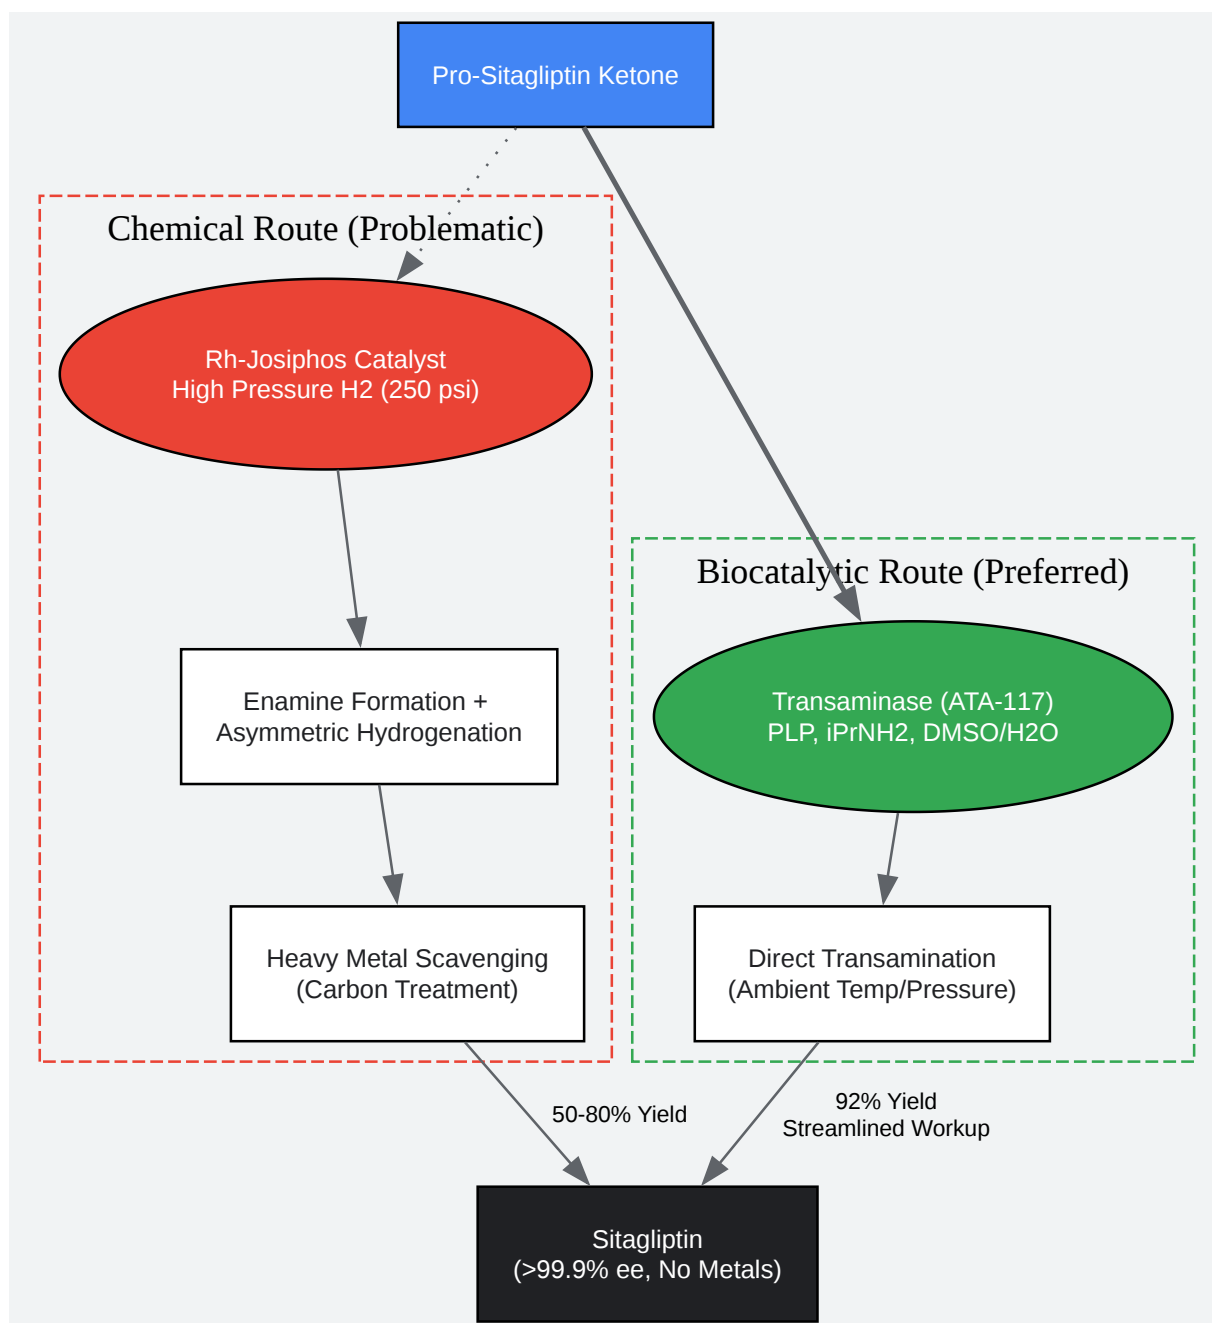 Pro-Sitagliptin Ketone
Chemical Route (Problematic)
Rh-Josiphos Catalyst
High Pressure H2 (250 psi)
Enamine Formation +
Asymmetric Hydrogenation
Heavy Metal Scavenging
(Carbon Treatment)
50-80% Yield
Biocatalytic Route (Preferred)
Transaminase (ATA-117)
PLP, iPrNH2, DMSO/H2O
Direct Transamination
(Ambient Temp/Pressure)
92% Yield
Streamlined Workup
Sitagliptin
(>99.9% ee, No Metals)